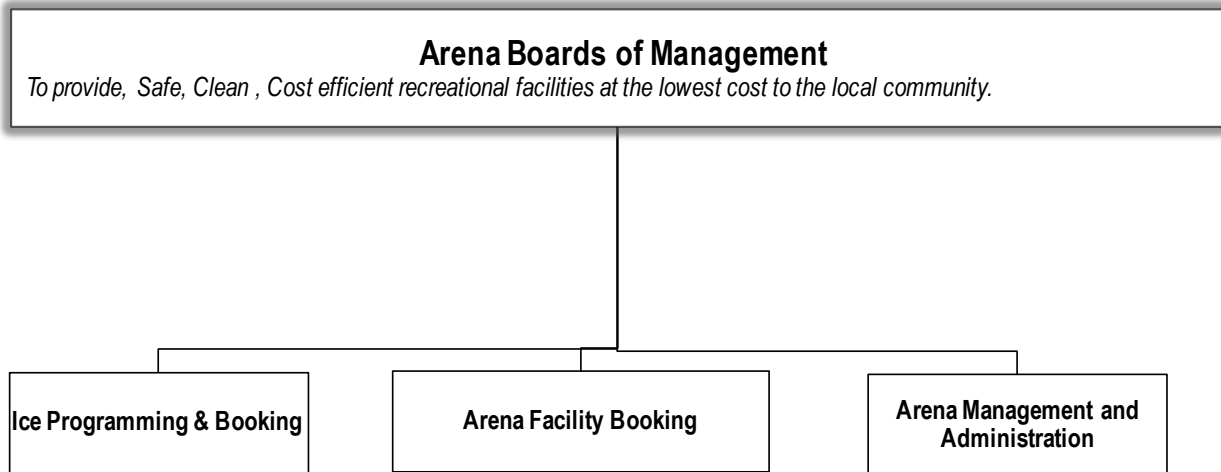 Arena Boards of Management
To provide, Safe, Clean , Cost efficient recreational facilities at the lowest cost to the local community.
Ice Programming & Booking
Arena Facility Booking
Arena Management and
Administration